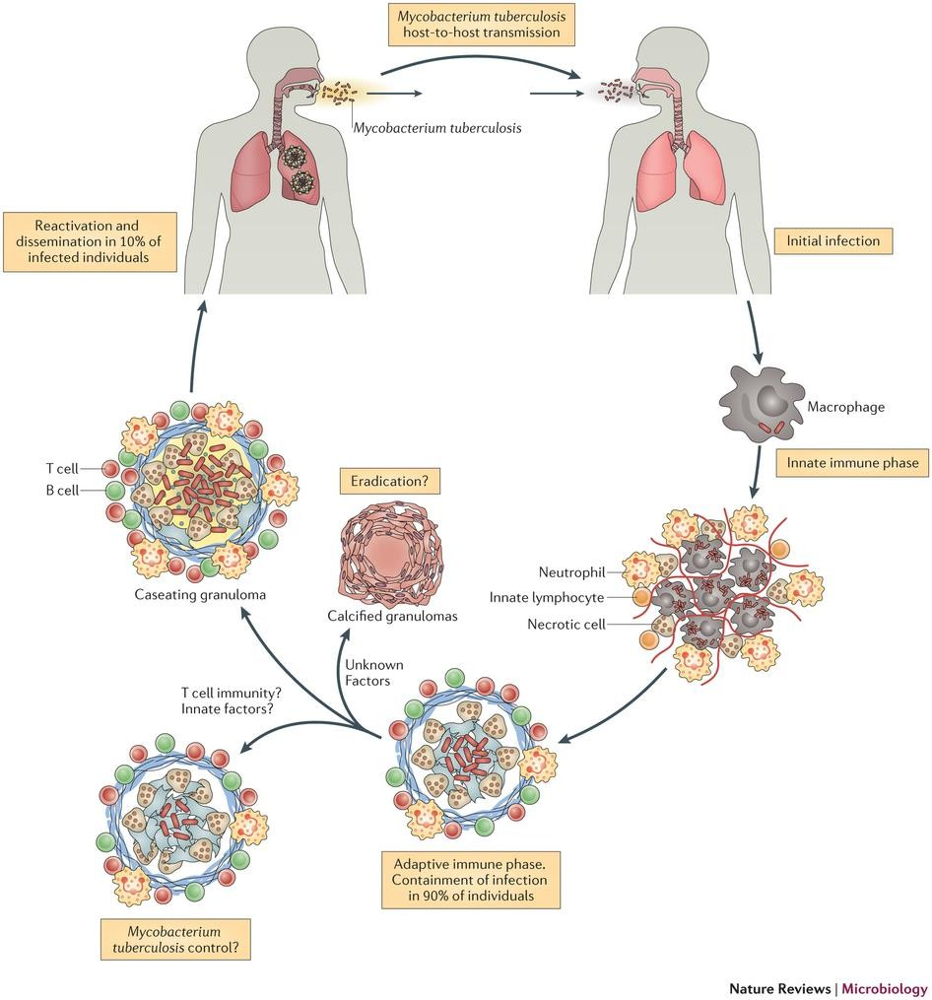 Mycobacterium tuberculosis
host-to-host transmission
Mycobacterium tuberculosis
Reactivation and
dissemination in 10% of
infected individuals
Initial infection
Macrophage
Innate immune phase
T cell
B cell
Eradication?
Neutrophil
Innate lymphocyte
Necrotic cell
Caseating granuloma
Calcified granulomas
Unknown
Factors
T cell immunity?
Innate factors?
Adaptive immune phase.
Containment of infection
in 90% of individuals
Mycobacterium
tuberculosis control?
Nature Reviews | Microbiology